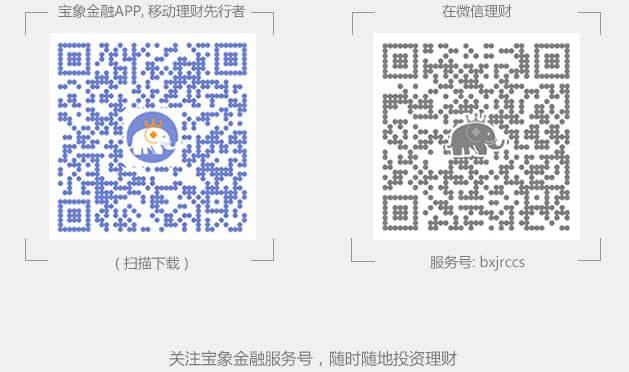 宝象金融APP, 移动理财先行者
在微信理财
( 扫描下载 )
服务号: bxjrccs
关注宝象金融服务号，随时随地投资理财